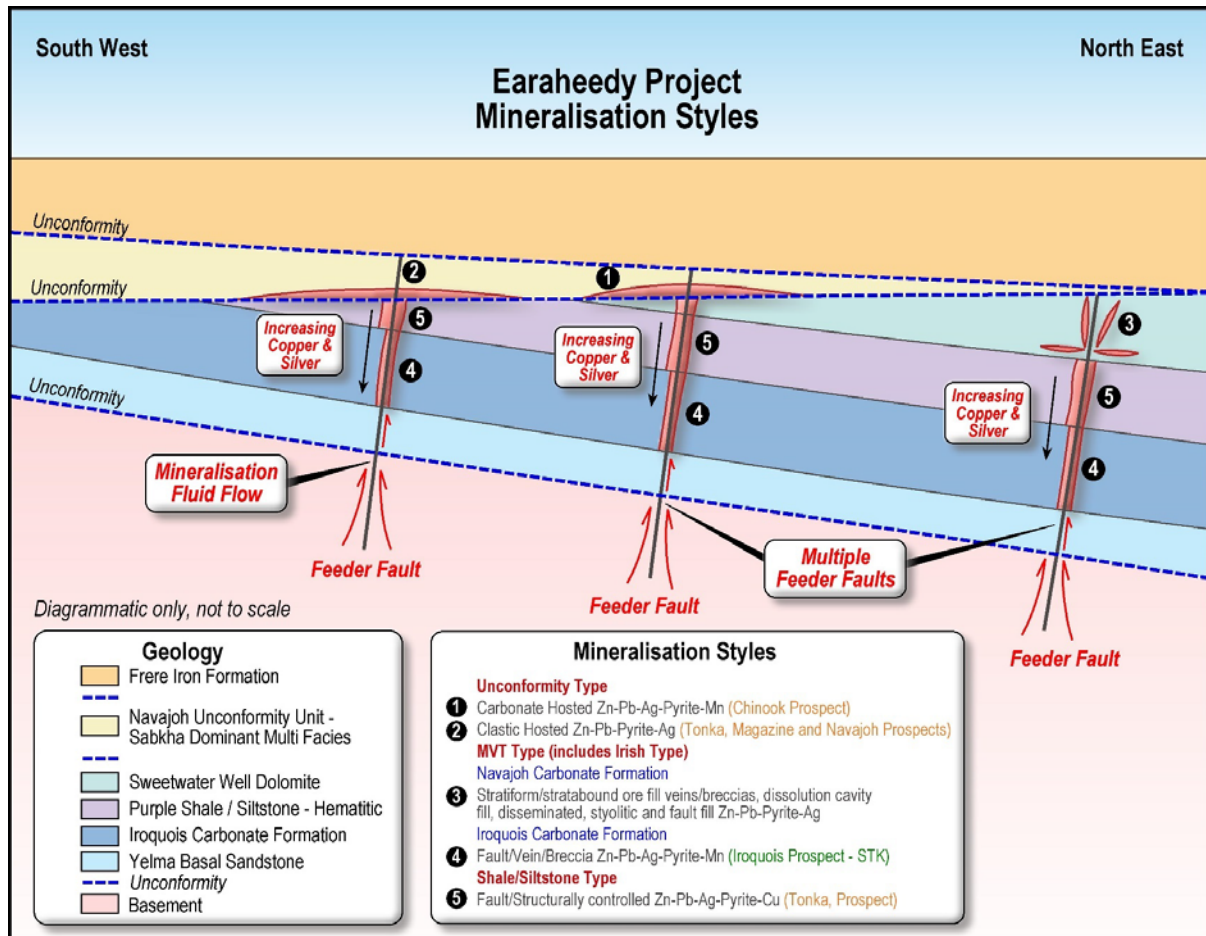 South West
North East
Earaheedy Project
Mineralisation Styles
Unconformity
Unconformity
Unconformity
2
1
3
5
5
5
4
4
4
Increasing
Copper &
Silver
Increasing
Copper &
Silver
Increasing
Copper &
Silver
Mineralisation
Fluid Flow
Multiple
Feeder Faults
Feeder Fault
Feeder Fault
Feeder Fault
Diagrammatic only, not to scale
Geology
Frere Iron Formation
Navajoh Unconformity Unit -
Sabkha Dominant Multi Facies
Sweetwater Well Dolomite
Purple Shale / Siltstone - Hematitic
Iroquois Carbonate Formation
Yelma Basal Sandstone
Unconformity
Basement
Mineralisation Styles
Unconformity Type
1 Carbonate Hosted Zn-Pb-Ag-Pyrite-Mn (Chinook Prospect)
2 Clastic Hosted Zn-Pb-Pyrite-Ag (Tonka, Magazine and Navajoh Prospects)
MVT Type (includes Irish Type)
Navajoh Carbonate Formation
3 Stratiform/stratabound ore fill veins/breccias, dissolution cavity
fill, disseminated, styolitic and fault fill Zn-Pb-Pyrite-Ag
Iroquois Carbonate Formation
4 Fault/Vein/Breccia Zn-Pb-Ag-Pyrite-Mn (Iroquois Prospect - STK)
Shale/Siltstone Type
5 Fault/Structurally controlled Zn-Pb-Ag-Pyrite-Cu (Tonka, Prospect)